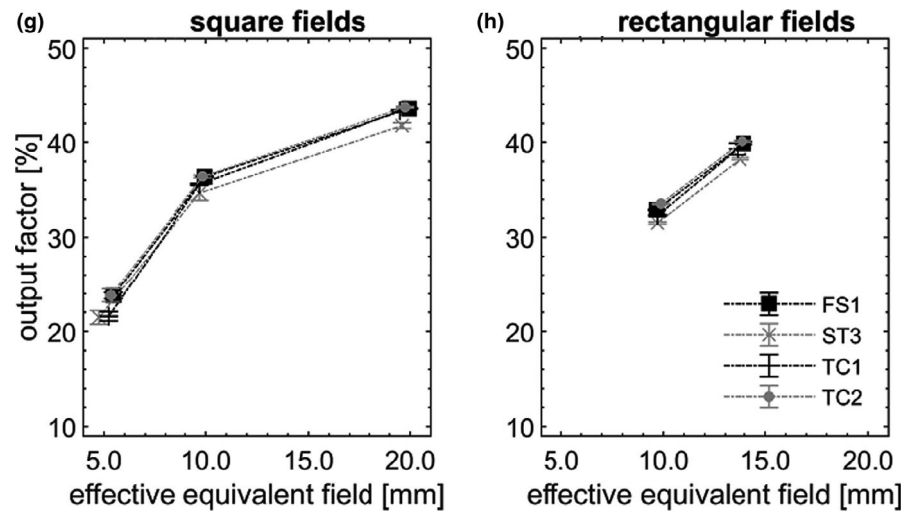 (g) square fields
50
40
30
20
10
output factor [%]
5.0 10.0 15.0 20.0
effective equivalent field [mm]
(h) rectangular fields
50
40
30
20
10
FS1
ST3
TC1
TC2
5.0 10.0 15.0 20.0
effective equivalent field [mm]